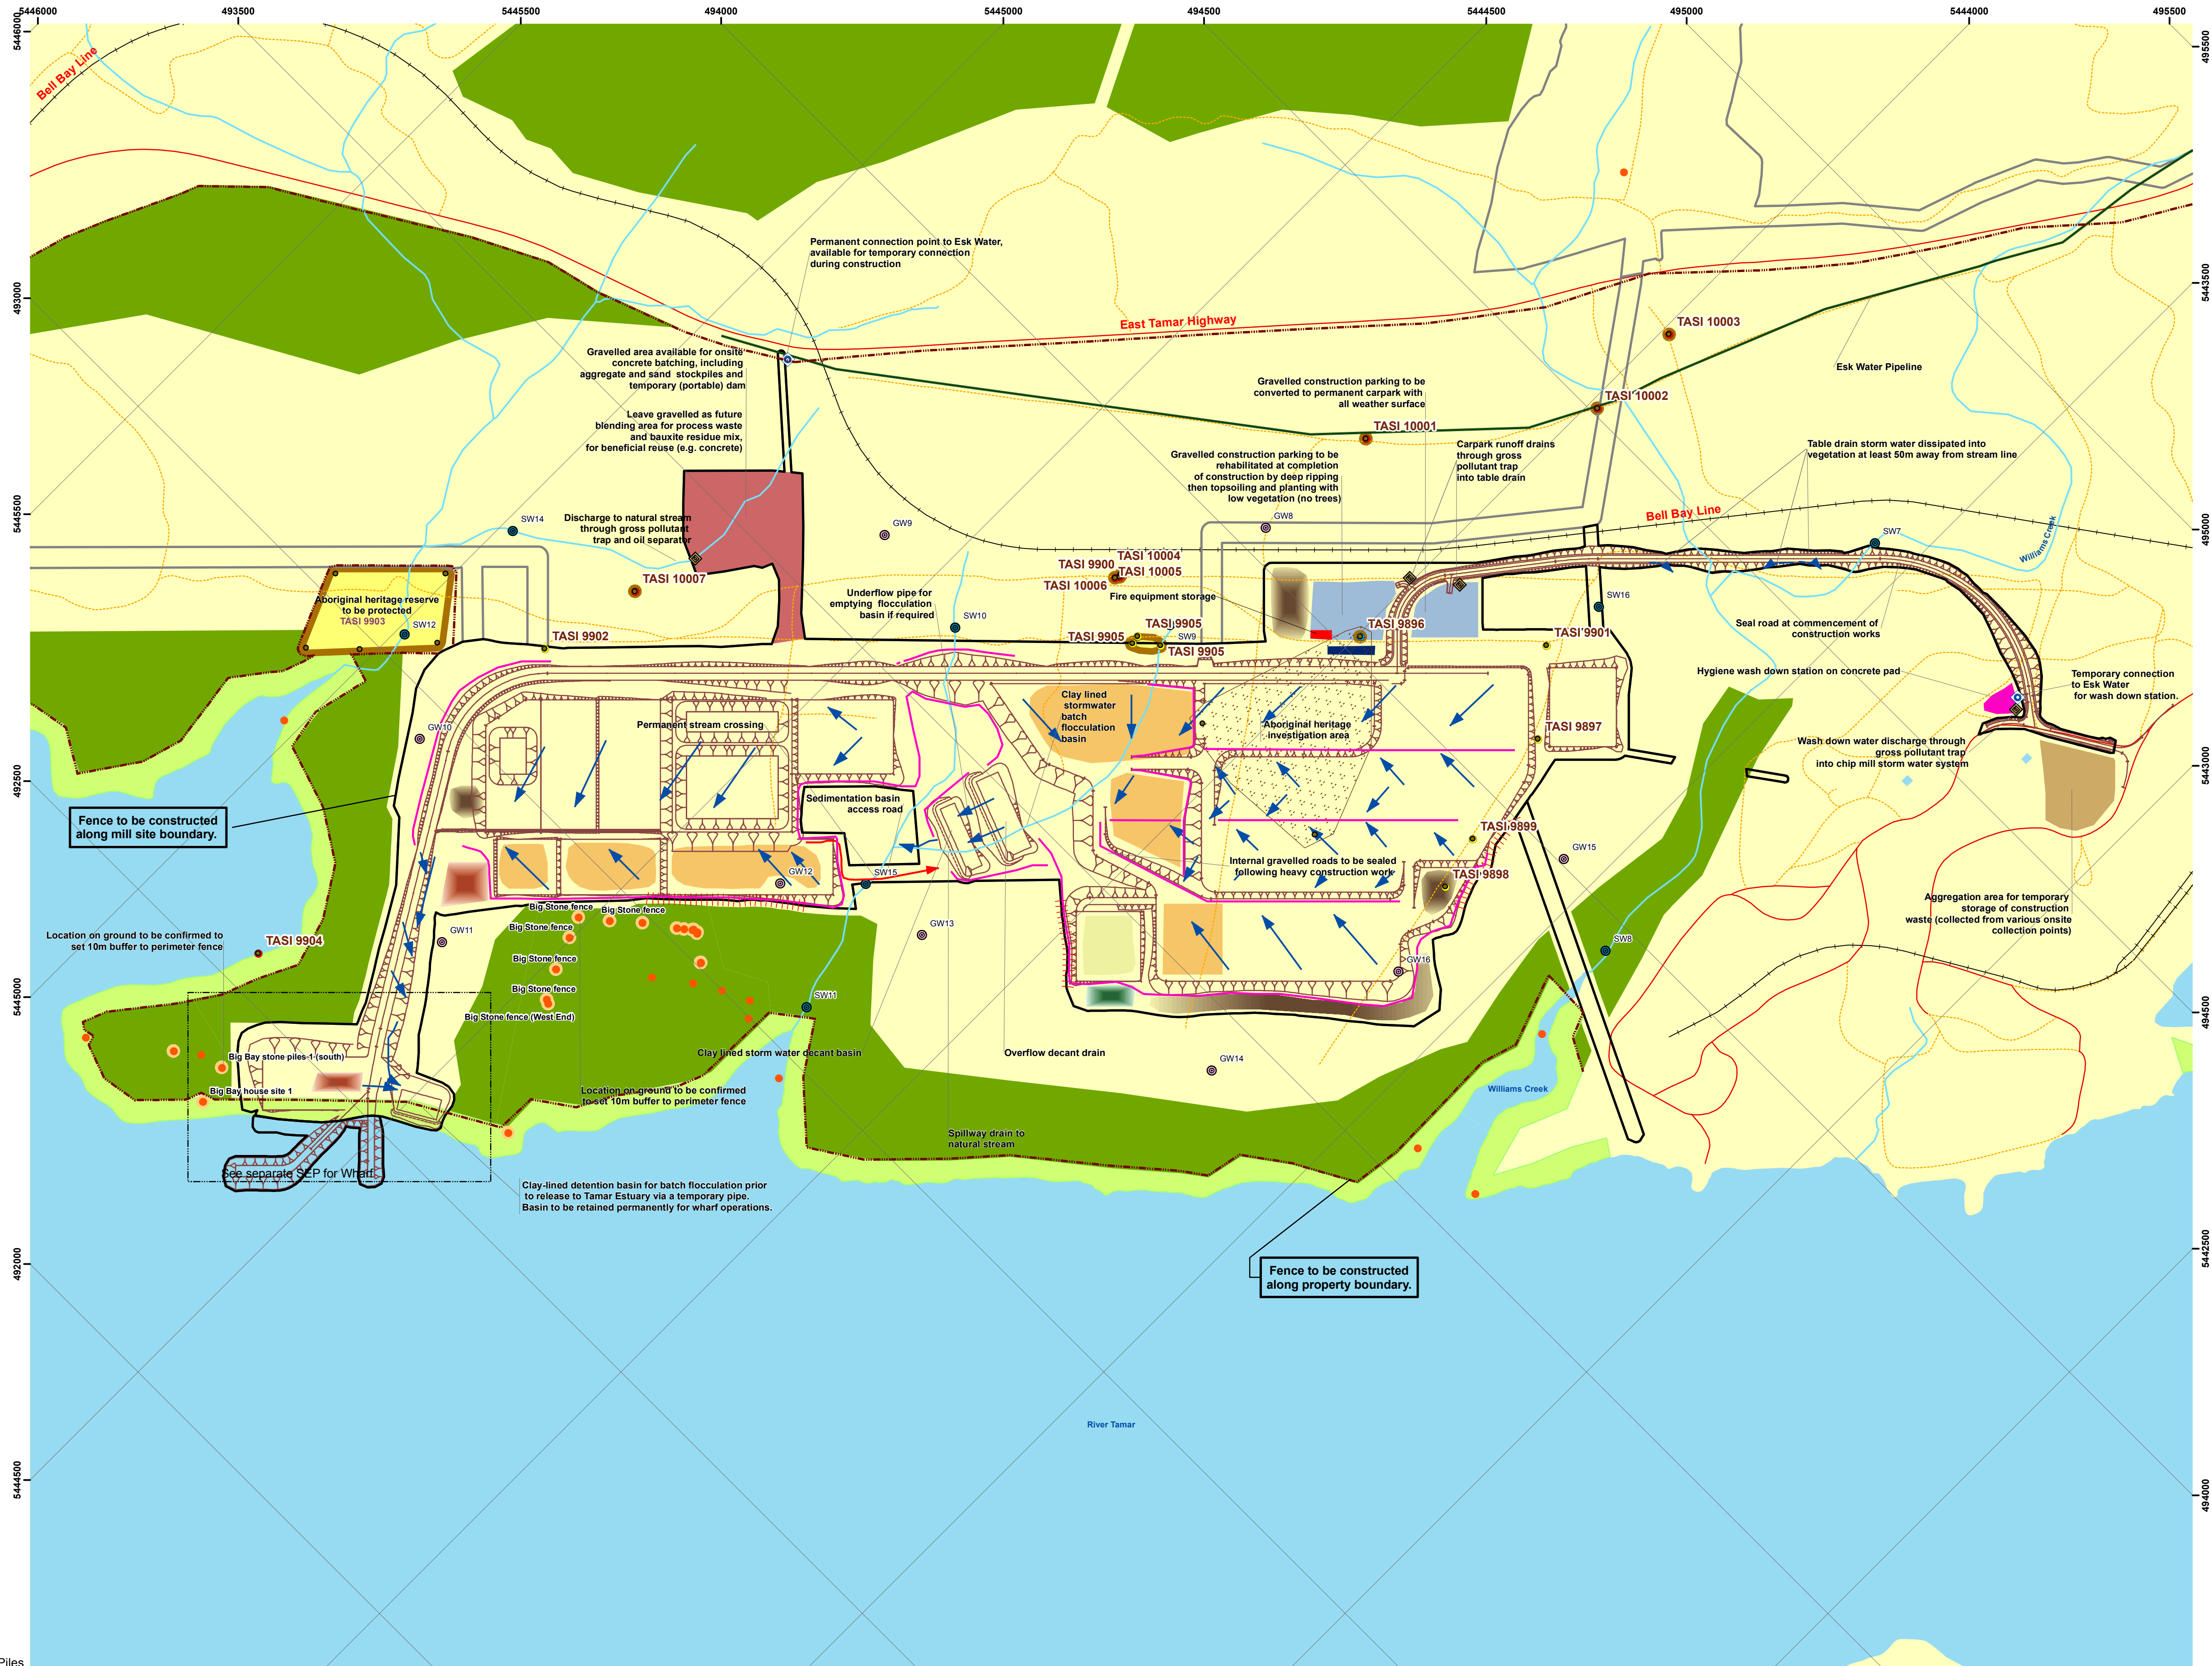 5446000
493500
5445500
494000
5445000
494500
5444500
495000
5444000
495500
5446000
493000
5445500
492500
5445000
492000
5444500
495500
5443500
495000
5443000
494500
5442500
494000
Bell Bay Line
Permanent connection point to Esk Water,
available for temporary connection
during construction
East Tamar Highway
TASI 10003
Gravelled area available for onsite
concrete batching, including
aggregate and sand stockpiles and
temporary (portable) dam
Esk Water Pipeline
Gravelled construction parking to be
converted to permanent carpark with
all weather surface
TASI 10002
Leave gravelled as future
blending area for process waste
and bauxite residue mix,
for beneficial reuse (e.g. concrete)
TASI 10001
Carpark runoff drains
through gross
pollutant trap
into table drain
Table drain storm water dissipated into
vegetation at least 50m away from stream line
Gravelled construction parking to be
rehabilitated at completion
of construction by deep ripping
then topsoiling and planting with
low vegetation (no trees)
Bell Bay Line
SW14
Discharge to natural stream
through gross pollutant
trap and oil separator
GW9
GW8
SW7
Williams Creek
TASI 10004
TASI 9900
TASI 10005
TASI 10006
TASI 10007
Underflow pipe for
emptying flocculation
basin if required
Fire equipment storage
SW16
Aboriginal heritage reserve
to be protected
TASI 9903
SW12
SW10
TASI 9905
TASI 9905
SW9
TASI 9905
TASI 9902
TASI 9896
TASI 9901
Seal road at commencement of
construction works
Hygiene wash down station on concrete pad
Temporary connection
to Esk Water
for wash down station.
Clay lined
stormwater
batch
flocculation
basin
Aboriginal heritage
investigation area
Permanent stream crossing
GW10
TASI 9897
Wash down water discharge through
gross pollutant trap
into chip mill storm water system
Sedimentation basin
access road
Fence to be constructed
along mill site boundary.
TASI 9899
GW15
GW12
SW15
Internal gravelled roads to be sealed
following heavy construction work
TASI 9898
Aggregation area for temporary
storage of construction
waste (collected from various onsite
collection points)
Big Stone fence
Big Stone fence
Big Stone fence
Location on ground to be confirmed to
set 10m buffer to perimeter fence
TASI 9904
GW11
GW13
SW8
Big Stone fence
GW16
Big Stone fence
Big Stone fence (West End)
SW11
Big Bay stone piles 1 (south)
Clay lined storm water decant basin
Overflow decant drain
GW14
Big Bay house site 1
Location on ground to be confirmed
to set 10m buffer to perimeter fence
Williams Creek
Spillway drain to
natural stream
See separate SEP for Wharf
Clay-lined detention basin for batch flocculation prior
to release to Tamar Estuary via a temporary pipe.
Basin to be retained permanently for wharf operations.
Fence to be constructed
along property boundary.
River Tamar
Piles